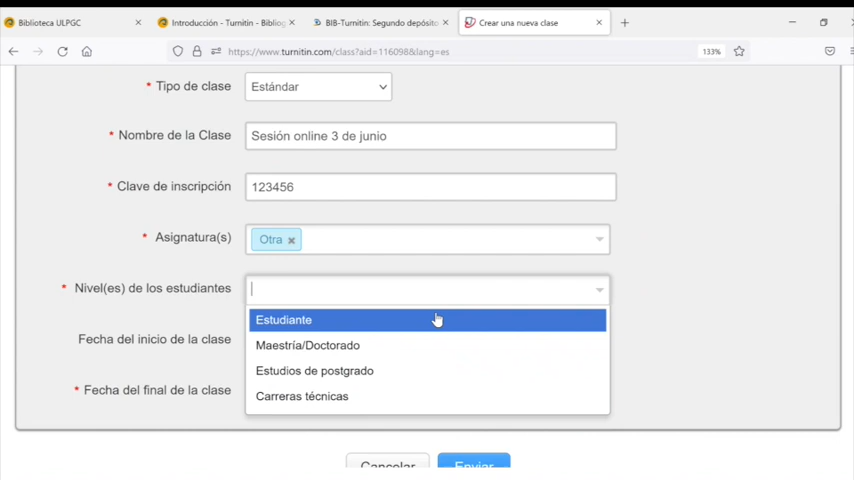 Biblioteca ULPGC
Introducción - Turnitin - Bibliog
BIB-Turnitin: Segundo depósito
Crear una nueva clase
https://www.turnitin.com/class?aid=116098&lang=es
133%
* Tipo de clase
Estándar
* Nombre de la Clase
Sesión online 3 de junio
* Clave de inscripción
123456
* Asignatura(s)
Otra
* Nivel(es) de los estudiantes
Estudiante
Maestría/Doctorado
Estudios de postgrado
Carreras técnicas
Fecha del inicio de la clase
* Fecha del final de la clase
Cancelar
Enviar